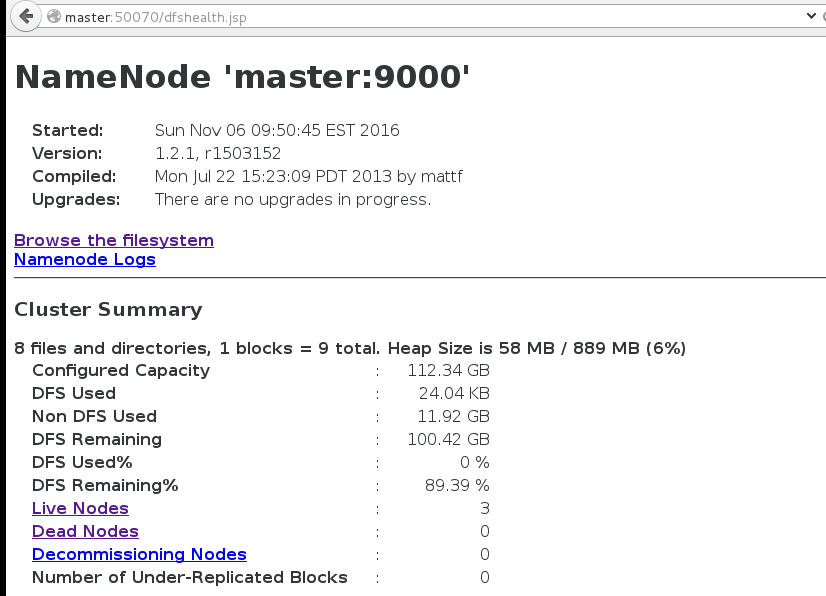 master:50070/dfshealth.jsp
NameNode 'master:9000'
Started: Sun Nov 06 09:50:45 EST 2016
Version: 1.2.1, r1503152
Compiled: Mon Jul 22 15:23:09 PDT 2013 by mattf
Upgrades: There are no upgrades in progress.
Browse the filesystem
Namenode Logs
Cluster Summary
8 files and directories, 1 blocks = 9 total. Heap Size is 58 MB / 889 MB (6%)
Configured Capacity : 112.34 GB
DFS Used : 24.04 KB
Non DFS Used : 11.92 GB
DFS Remaining : 100.42 GB
DFS Used% : 0 %
DFS Remaining% : 89.39 %
Live Nodes : 3
Dead Nodes : 0
Decommissioning Nodes : 0
Number of Under-Replicated Blocks : 0